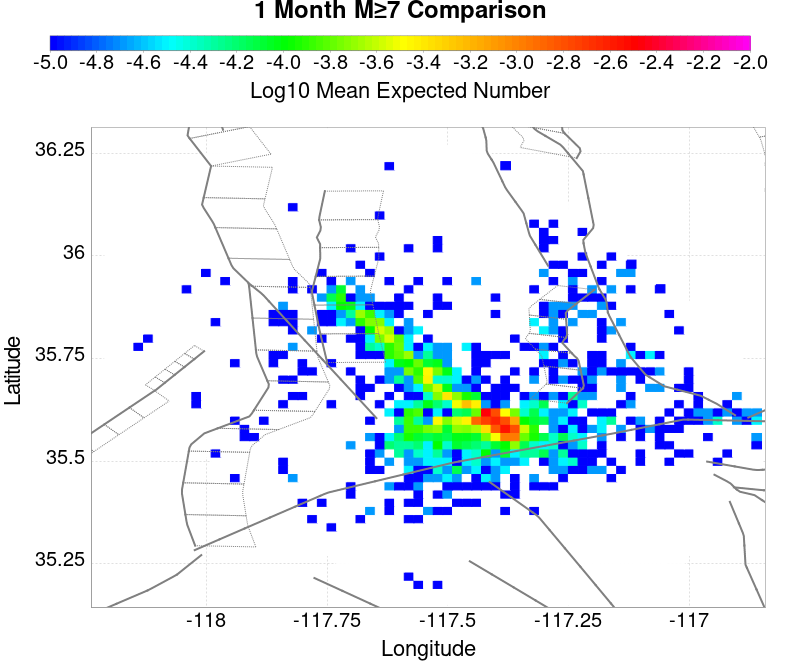 1 Month M≥7 Comparison
-5.0 -4.8 -4.6 -4.4 -4.2 -4.0 -3.8 -3.6 -3.4 -3.2 -3.0 -2.8 -2.6 -2.4 -2.2 -2.0
Log10 Mean Expected Number
36.25
36
35.75
35.5
35.25
Latitude
-118 -117.75 -117.5 -117.25 -117
Longitude